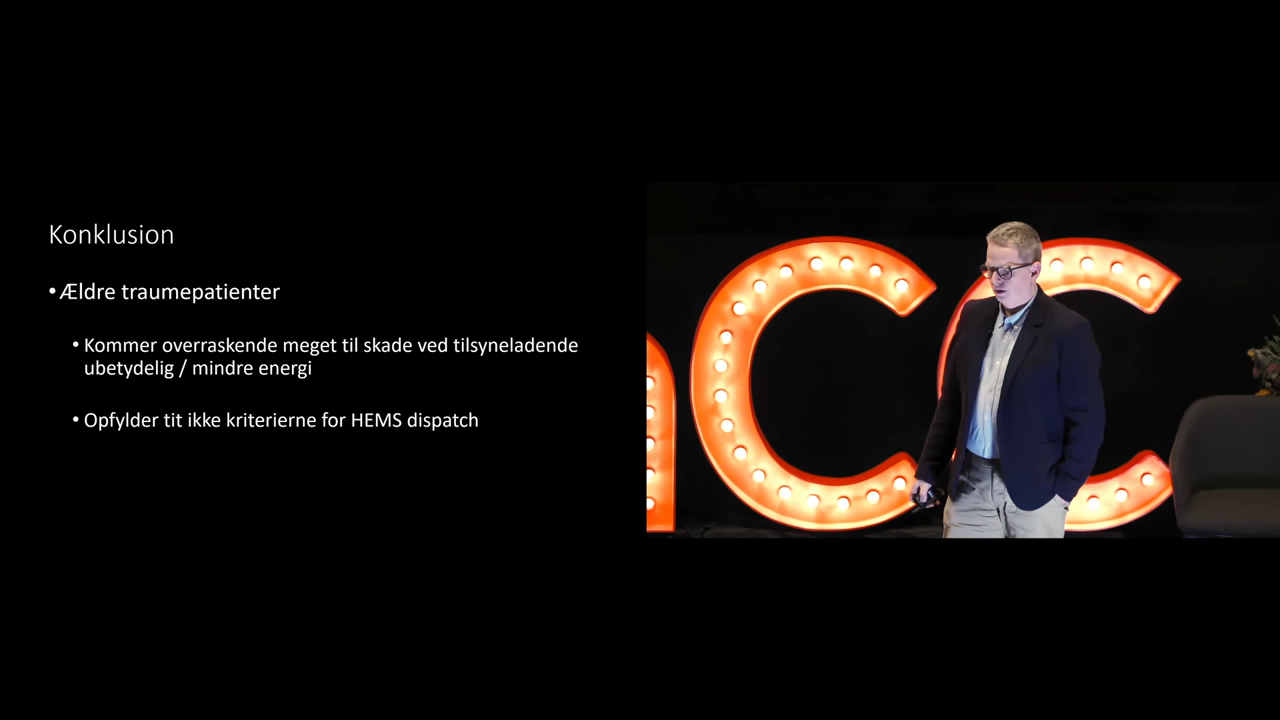 Konklusion
• Ældre traumepatienter
• Kommer overraskende meget til skade ved tilsyneladende
ubetydelig / mindre energi
• Opfylder tit ikke kriterierne for HEMS dispatch
CC